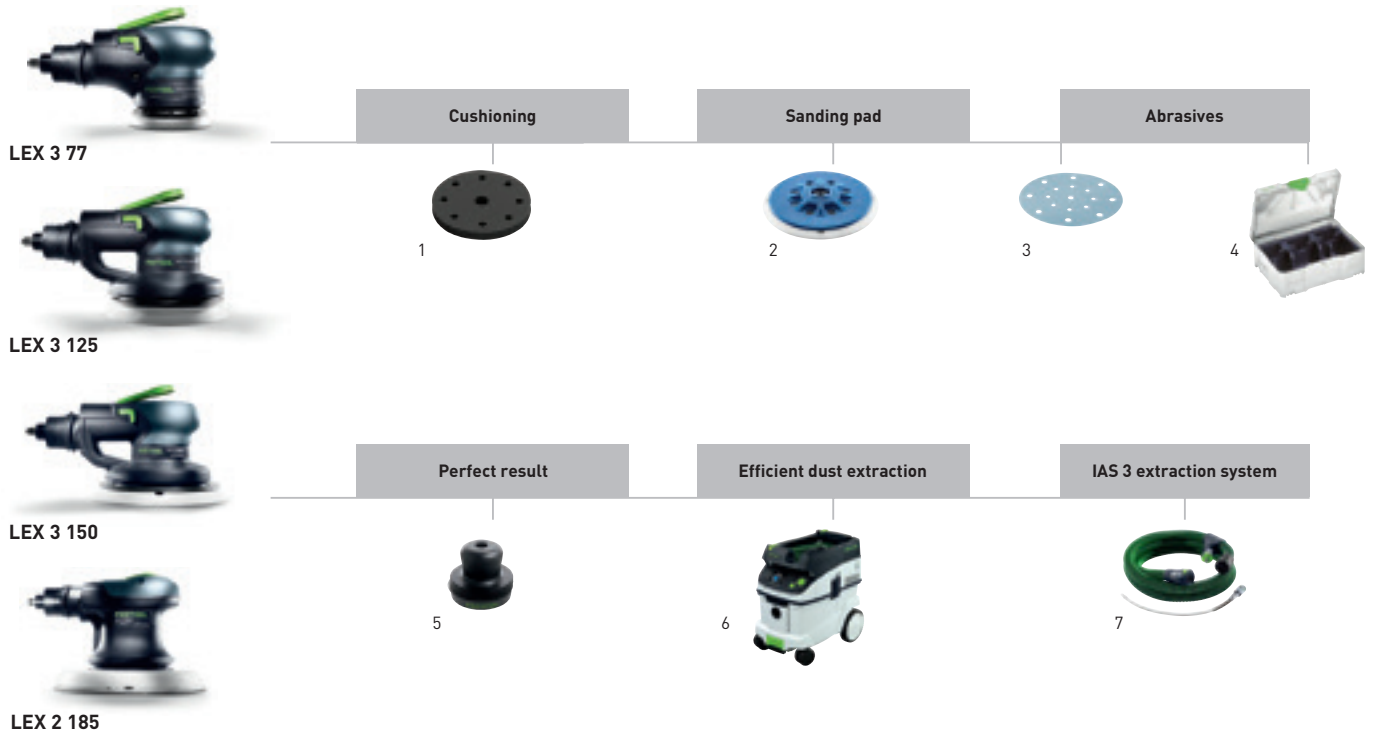 LEX 3 77
Cushioning
Sanding pad
Abrasives
1
2
3
4
LEX 3 125
LEX 3 150
Perfect result
Efficient dust extraction
IAS 3 extraction system
5
6
7
LEX 2 185